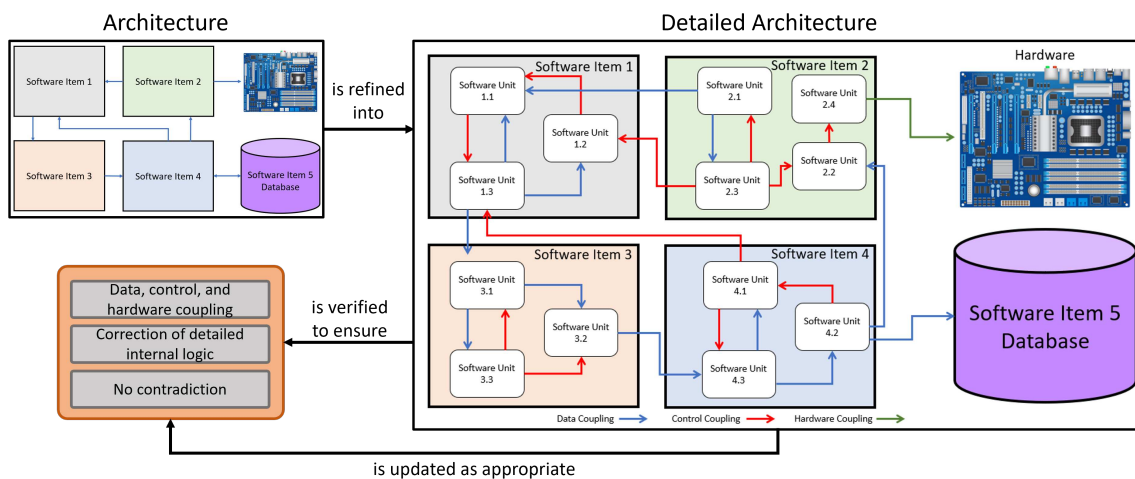 Architecture
Software Item 1
Software Item 2
Software Item 3
Software Item 4
Software Item 5
Database
is refined
into
Detailed Architecture
Software Item 1
Software Unit
1.1
Software Unit
1.2
Software Unit
1.3
Software Item 2
Software Unit
2.1
Software Unit
2.4
Software Unit
2.2
Software Unit
2.3
Hardware
Software Item 3
Software Unit
3.1
Software Unit
3.2
Software Unit
3.3
Software Item 4
Software Unit
4.1
Software Unit
4.2
Software Unit
4.3
Software Item 5
Database
Data Coupling
Control Coupling
Hardware Coupling
is verified
to ensure
Data, control, and
hardware coupling
Correction of detailed
internal logic
No contradiction
is updated as appropriate